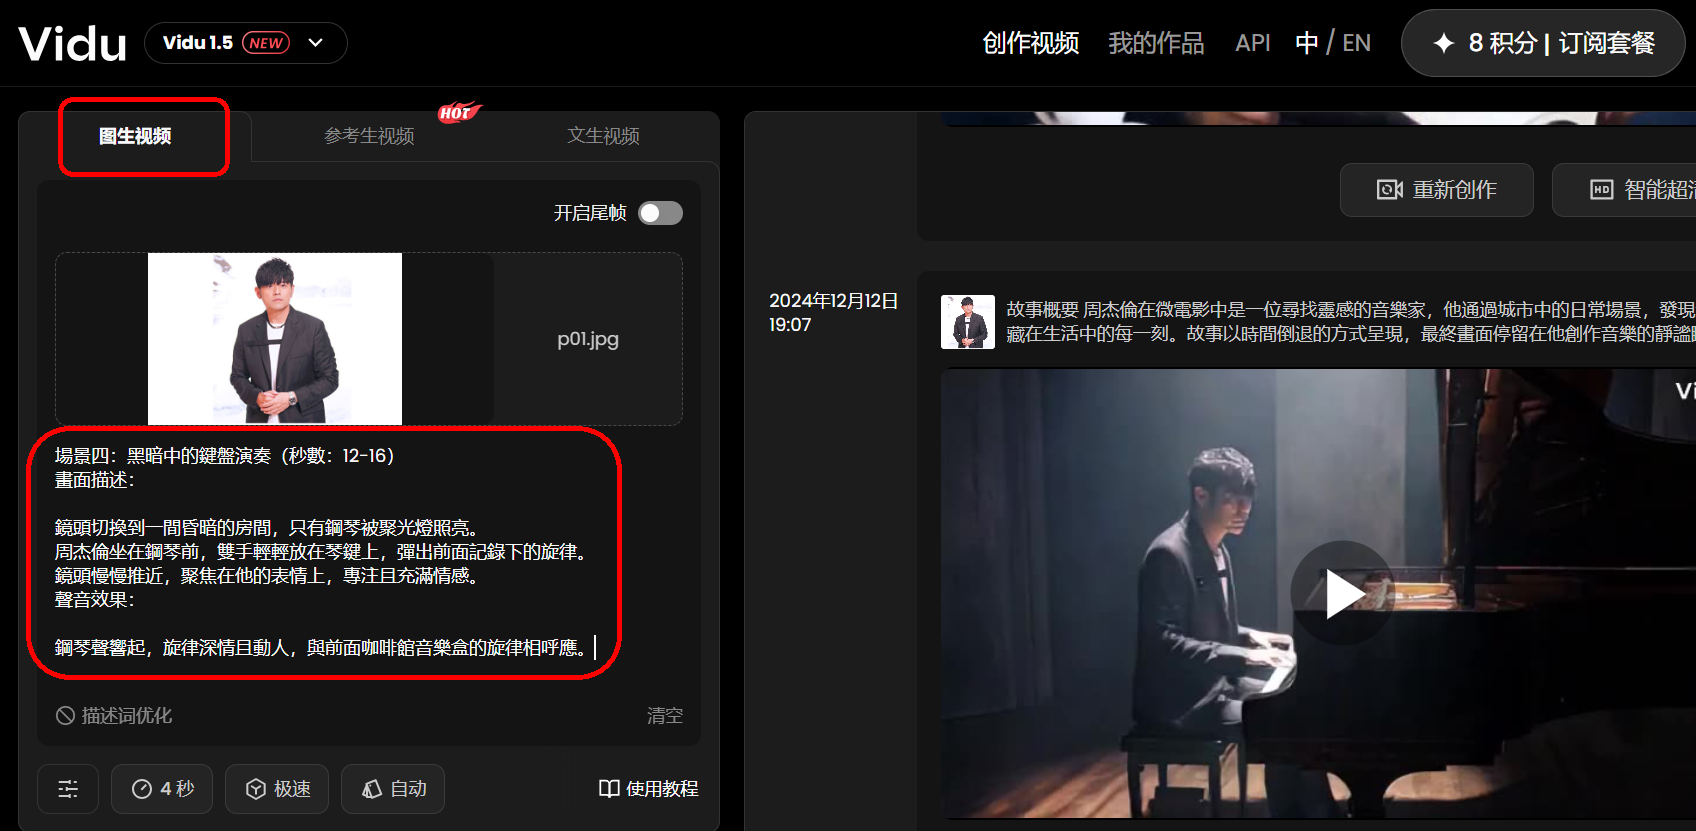 Vidu
Vidu 1.5 NEW
创作视频 我的作品 API 中 / EN
8 积分 | 订阅套餐
图生视频 参考生视频 HOT 文生视频
开启尾帧
p01.jpg
場景四：黑暗中的鍵盤演奏（秒數：12-16）
畫面描述：
鏡頭切換到一間昏暗的房間，只有鋼琴被聚光燈照亮。
周杰倫坐在鋼琴前，雙手輕輕放在琴鍵上，彈出前面記錄下的旋律。
鏡頭慢慢推近，聚焦在他的表情上，專注且充滿情感。
聲音效果：
鋼琴聲響起，旋律深情且動人，與前面咖啡館音樂盒的旋律相呼應。
描述词优化 清空
4 秒 极速 自动 使用教程
重新创作 HD 智能超清
2024年12月12日
19:07
故事概要 周杰倫在微電影中是一位尋找靈感的音樂家，他通過城市中的日常場景，發現
藏在生活中的每一刻。故事以時間倒退的方式呈現，最終畫面停留在他創作音樂的靜謐
Vi